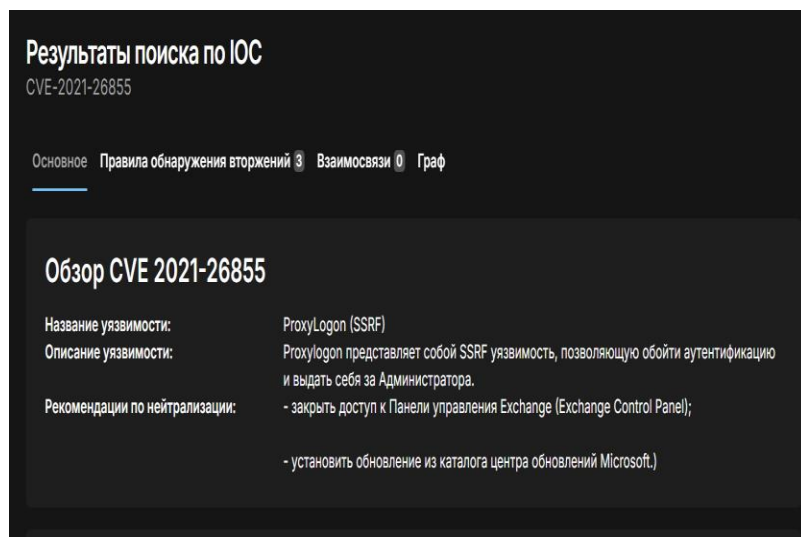 Результаты поиска по IOC
CVE-2021-26855
Основное Правила обнаружения вторжений 3 Взаимосвязи 0 Граф
Обзор CVE 2021-26855
Название уязвимости: ProxyLogon (SSRF)
Описание уязвимости: Proxylogon представляет собой SSRF уязвимость, позволяющую обойти аутентификацию
и выдать себя за Администратора.
Рекомендации по нейтрализации: - закрыть доступ к Панели управления Exchange (Exchange Control Panel);
- установить обновление из каталога центра обновлений Microsoft.)